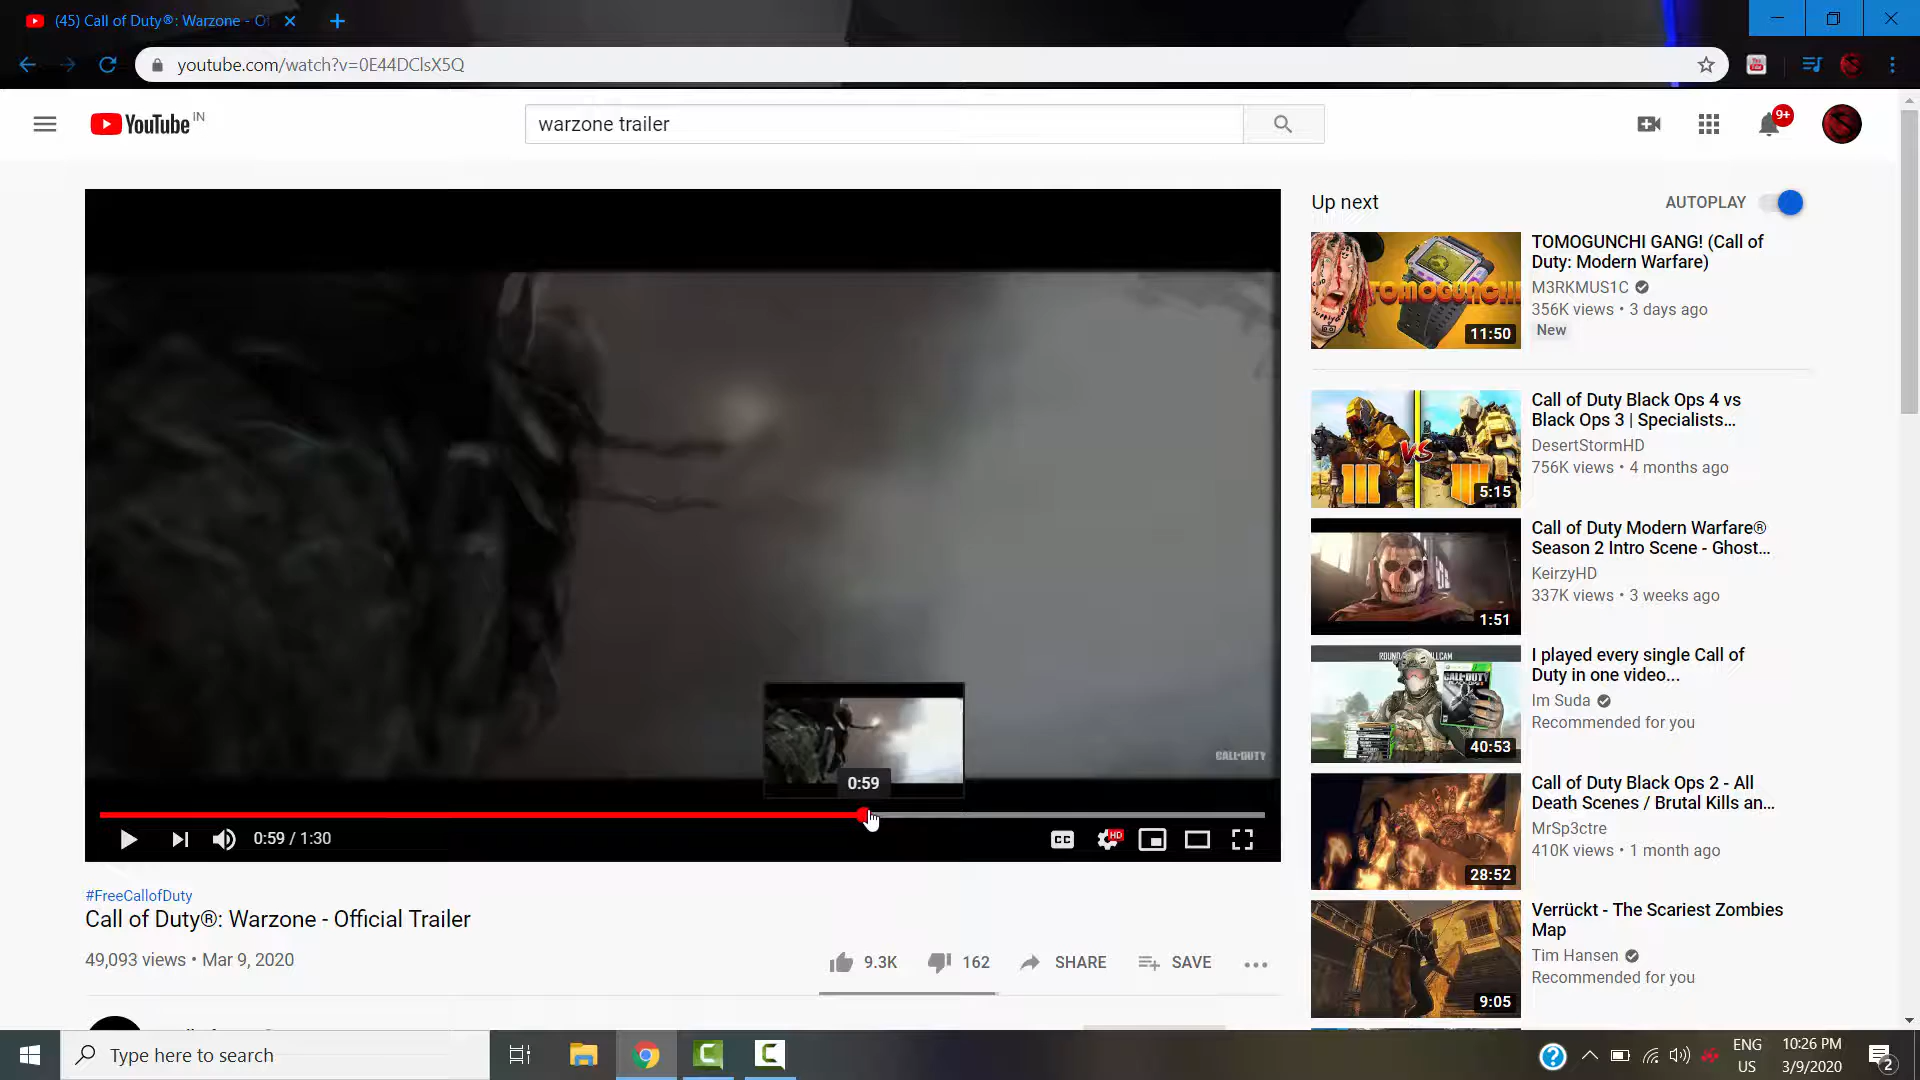 (45) Call of Duty®: Warzone - Of
youtube.com/watch?v=0E44DClsX5Q
YouTube IN
warzone trailer
9+
CALL OF DUTY
0:59
0:59 / 1:30
CC
HD
#FreeCallofDuty
Call of Duty®: Warzone - Official Trailer
49,093 views • Mar 9, 2020
9.3K
162
SHARE
SAVE
Up next
AUTOPLAY
TOMOGUNCHI
11:50
TOMOGUNCHI GANG! (Call of
Duty: Modern Warfare)
M3RKMUS1C
356K views • 3 days ago
New
VS
5:15
Call of Duty Black Ops 4 vs
Black Ops 3 | Specialists...
DesertStormHD
756K views • 4 months ago
1:51
Call of Duty Modern Warfare®
Season 2 Intro Scene - Ghost...
KeirzyHD
337K views • 3 weeks ago
CALL·DUTY
40:53
I played every single Call of
Duty in one video...
Im Suda
Recommended for you
28:52
Call of Duty Black Ops 2 - All
Death Scenes / Brutal Kills an...
MrSp3ctre
410K views • 1 month ago
9:05
Verrückt - The Scariest Zombies
Map
Tim Hansen
Recommended for you
Type here to search
ENG
US
10:26 PM
3/9/2020
2